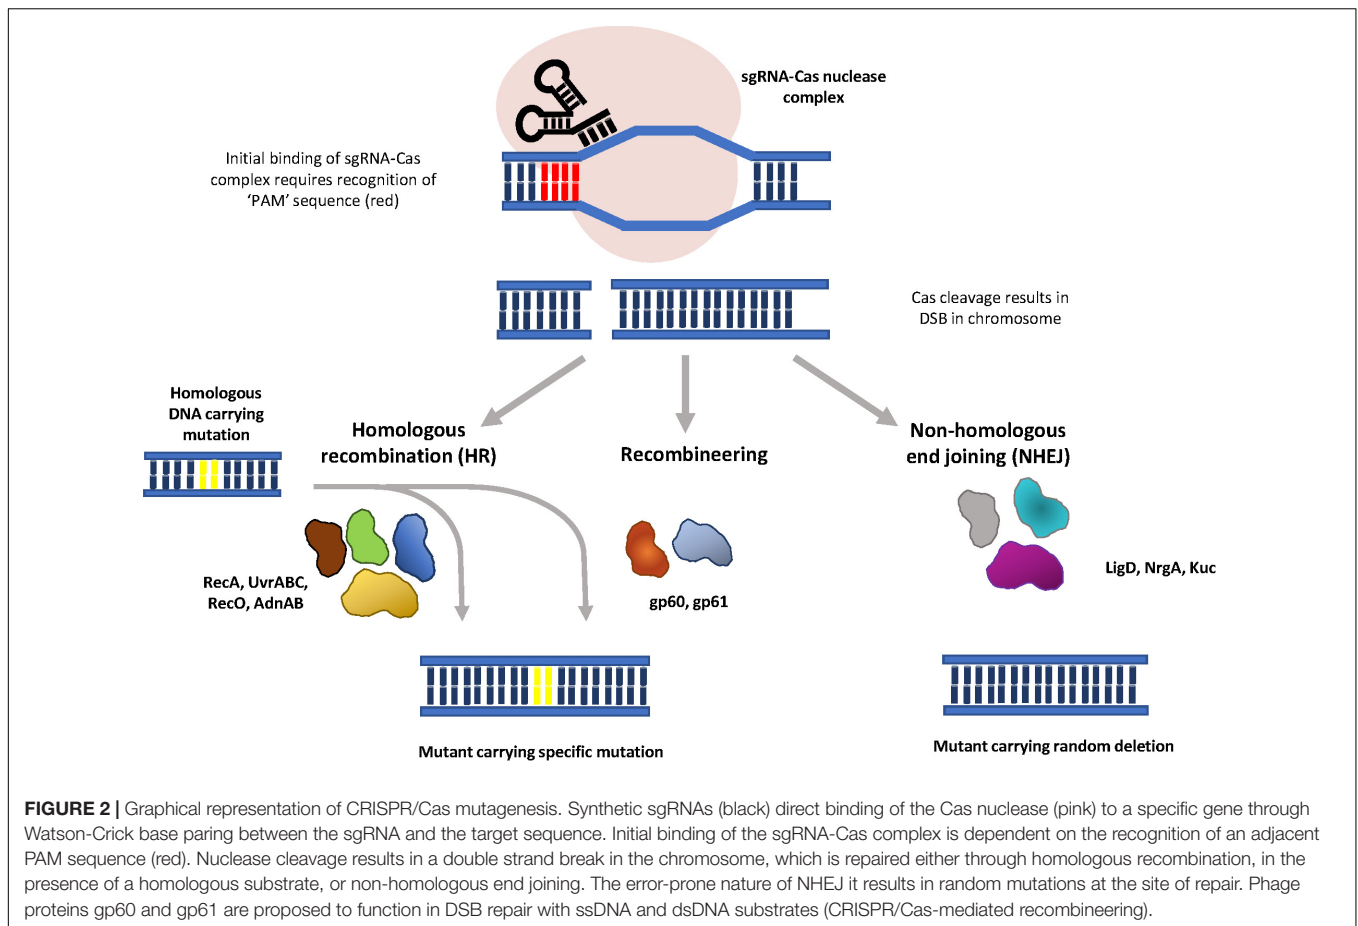 sgRNA-Cas nuclease
complex
Initial binding of sgRNA-Cas
complex requires recognition of
‘PAM’ sequence (red)
Cas cleavage results in
DSB in chromosome
Homologous
DNA carrying
mutation
Homologous
recombination (HR)
Recombineering
Non-homologous
end joining (NHEJ)
RecA, UvrABC,
RecO, AdnAB
gp60, gp61
LigD, NrgA, Kuc
Mutant carrying specific mutation
Mutant carrying random deletion
FIGURE 2 | Graphical representation of CRISPR/Cas mutagenesis. Synthetic sgRNAs (black) direct binding of the Cas nuclease (pink) to a specific gene through
Watson-Crick base paring between the sgRNA and the target sequence. Initial binding of the sgRNA-Cas complex is dependent on the recognition of an adjacent
PAM sequence (red). Nuclease cleavage results in a double strand break in the chromosome, which is repaired either through homologous recombination, in the
presence of a homologous substrate, or non-homologous end joining. The error-prone nature of NHEJ it results in random mutations at the site of repair. Phage
proteins gp60 and gp61 are proposed to function in DSB repair with ssDNA and dsDNA substrates (CRISPR/Cas-mediated recombineering).